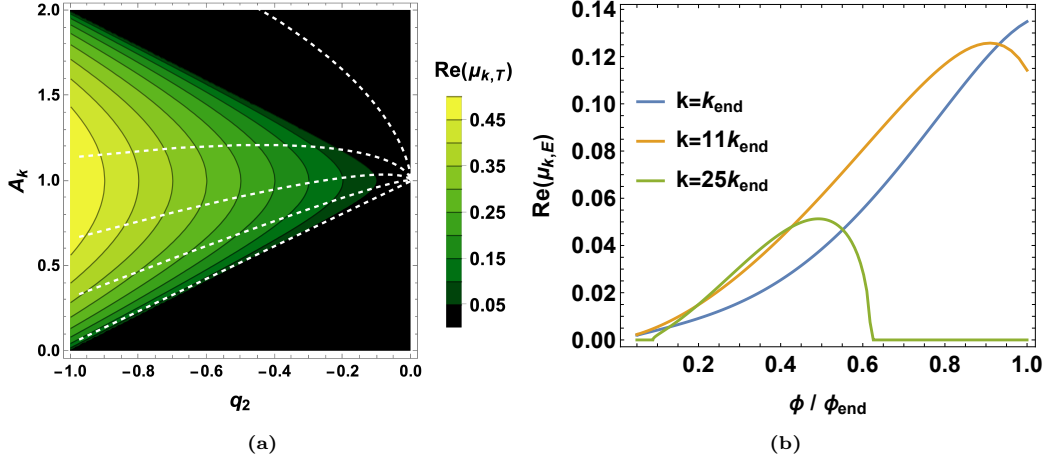 2.0
1.5
1.0
0.5
0.0
A_k
-1.0
-0.8
-0.6
-0.4
-0.2
0.0
q_2
Re(μ_{k,T})
0.45
0.35
0.25
0.15
0.05
(a)
0.14
0.12
0.10
0.08
0.06
0.04
0.02
0.00
Re(μ_{k,E})
k=k_end
k=11k_end
k=25k_end
0.2
0.4
0.6
0.8
1.0
ϕ / ϕ_end
(b)